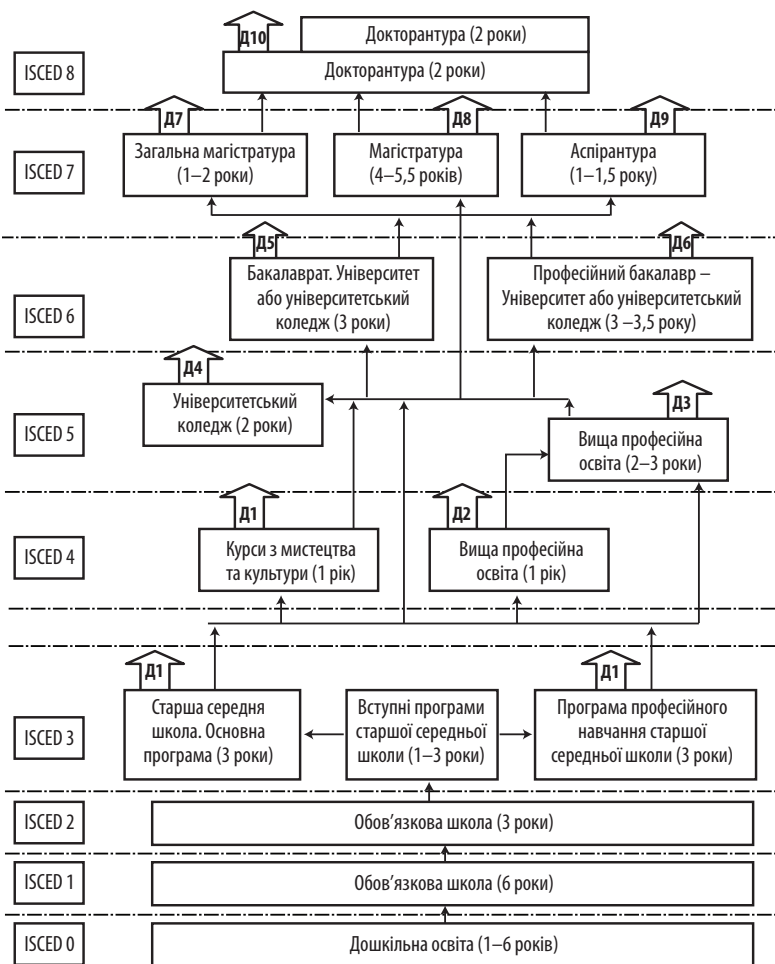 Д10
Докторантура (2 роки)
ISCED 8
Докторантура (2 роки)
Д7
Д8
Д9
ISCED 7
Загальна магістратура
(1–2 роки)
Магістратура
(4–5,5 років)
Аспірантура
(1–1,5 року)
Д5
Д6
ISCED 6
Бакалаврат. Університет
або університетський
коледж (3 роки)
Професійний бакалавр –
Університет або університетський
коледж (3 –3,5 року)
Д4
Д3
ISCED 5
Університетський
коледж (2 роки)
Вища професійна
освіта (2–3 роки)
Д1
Д2
ISCED 4
Курси з мистецтва
та культури (1 рік)
Вища професійна
освіта (1 рік)
Д1
Д1
ISCED 3
Старша середня
школа. Основна
програма (3 роки)
Вступні програми
старшої середньої
школи (1–3 роки)
Програма професійного
навчання старшої
середньої школи (3 роки)
ISCED 2
Обов’язкова школа (3 роки)
ISCED 1
Обов’язкова школа (6 роки)
ISCED 0
Дошкільна освіта (1–6 років)